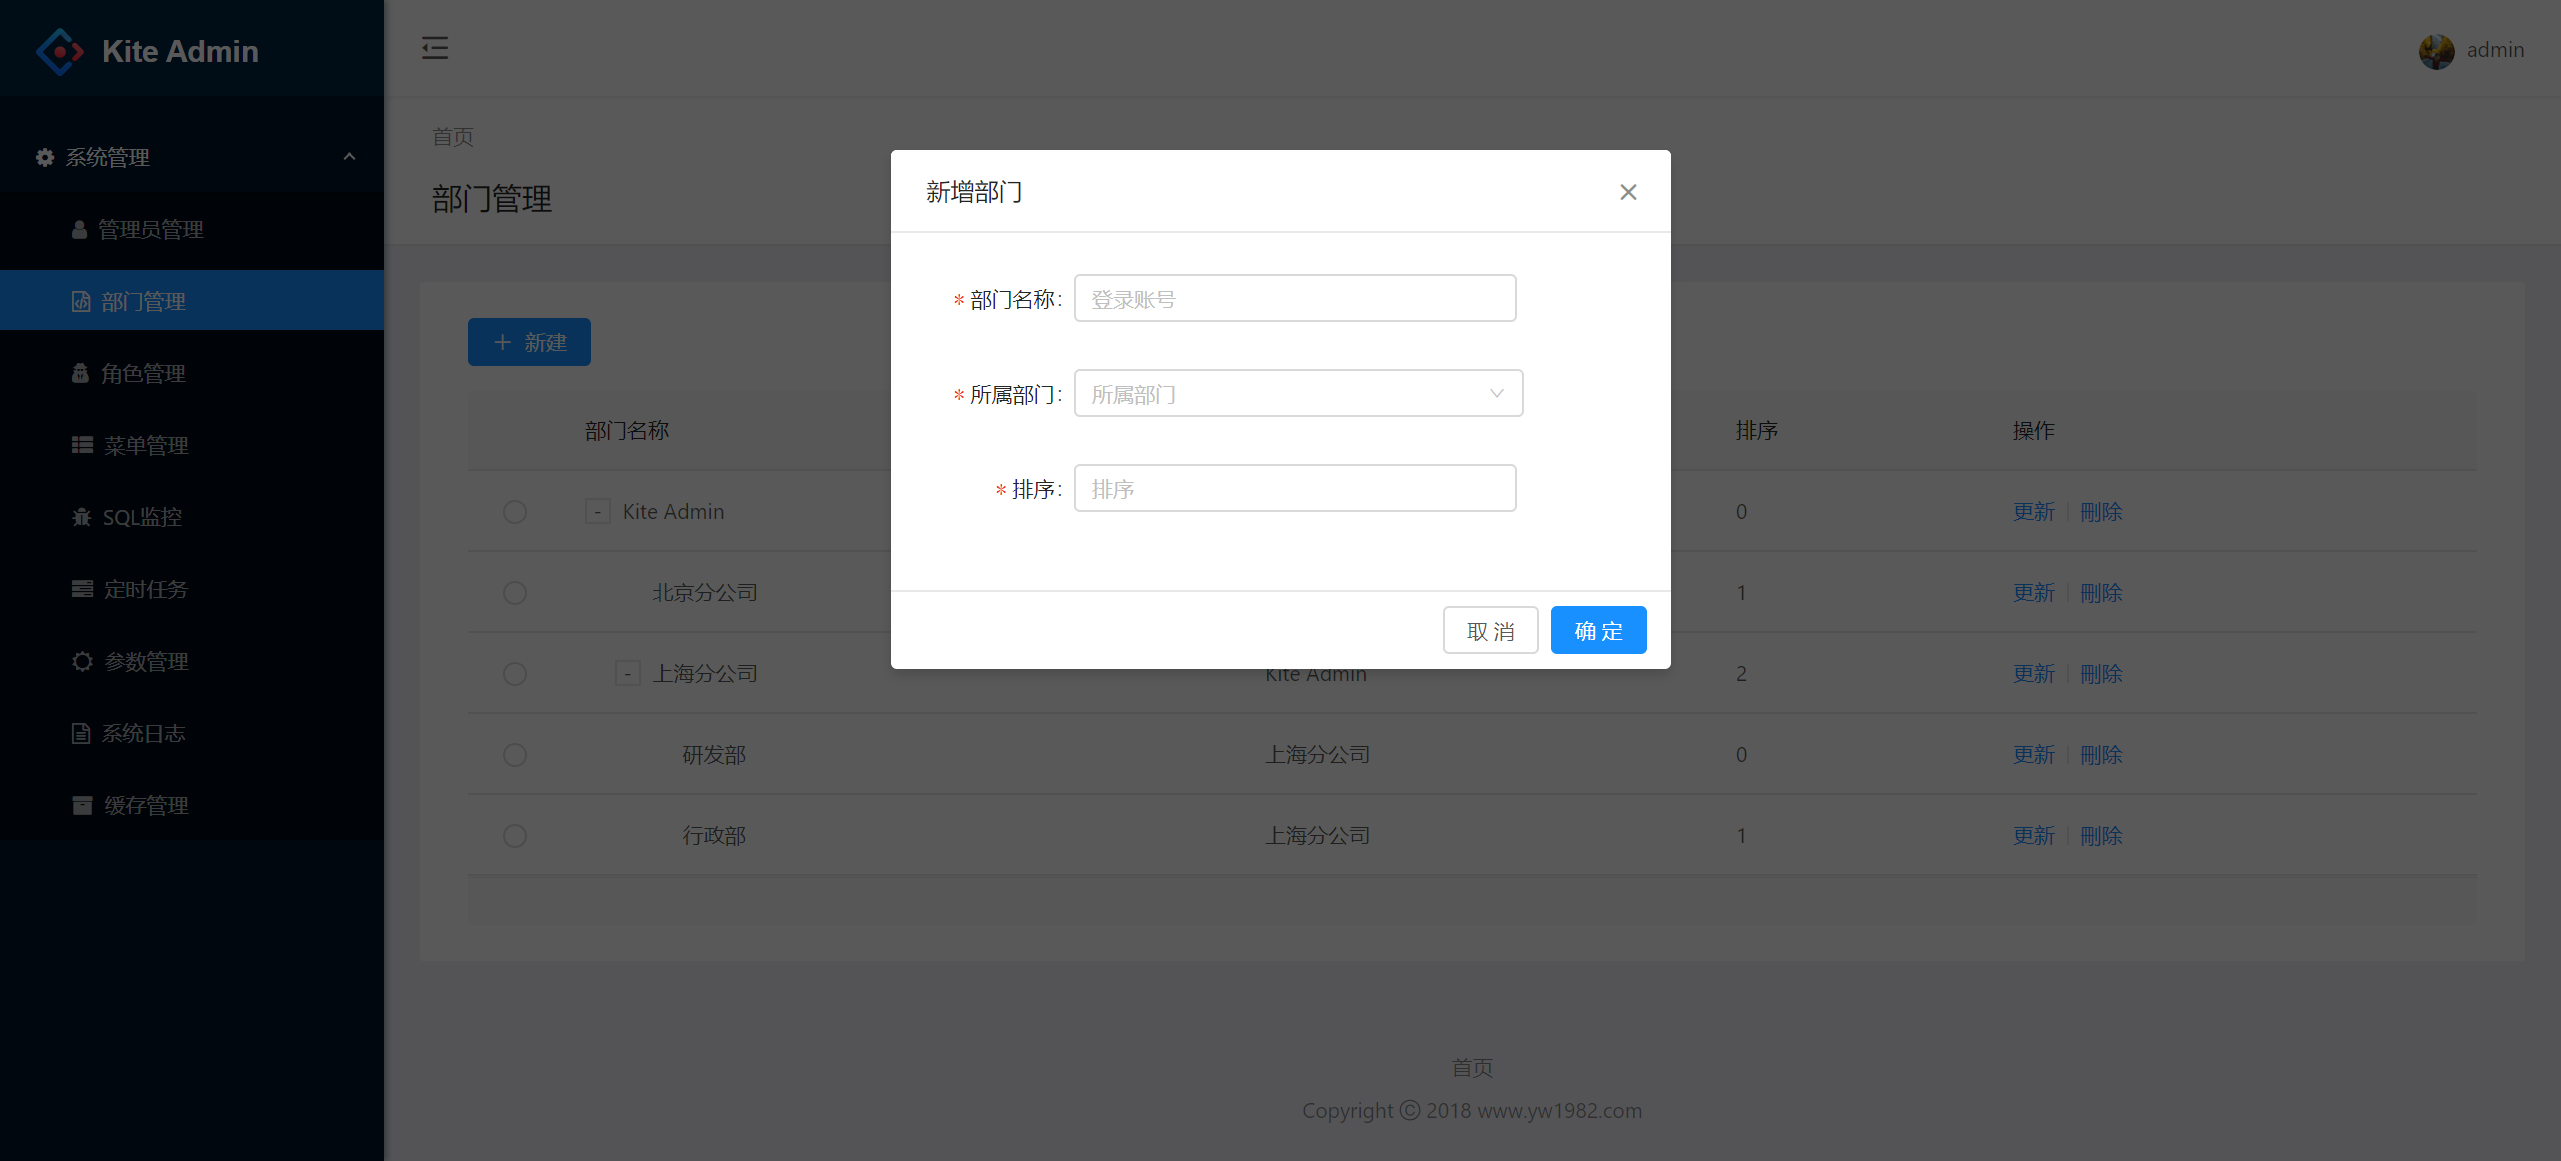 Kite Admin
admin
系统管理
管理员管理
部门管理
角色管理
菜单管理
SQL监控
定时任务
参数管理
系统日志
缓存管理
首页
部门管理
+ 新建
部门名称 排序 操作
- Kite Admin 0 更新 刪除
北京分公司 1 更新 刪除
- 上海分公司 Kite Admin 2 更新 刪除
研发部 上海分公司 0 更新 刪除
行政部 上海分公司 1 更新 刪除
新增部门
* 部门名称: 登录账号
* 所属部门: 所属部门
* 排序: 排序
取 消 确 定
首页
Copyright © 2018 www.yw1982.com